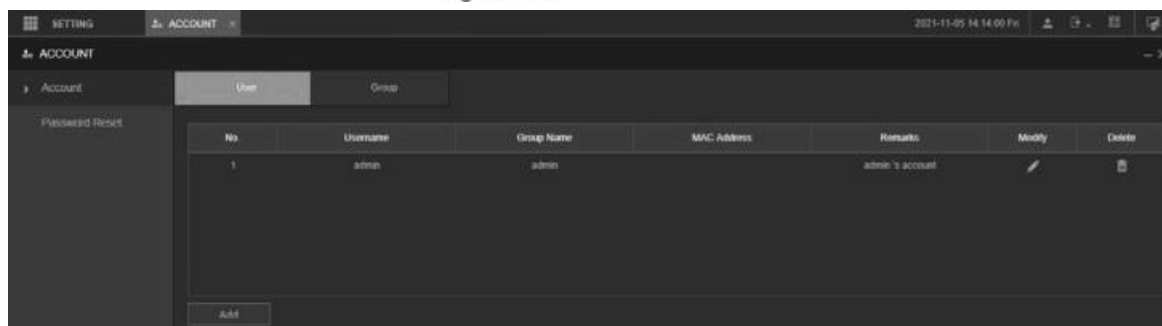 SETTING ACCOUNT × 2021-11-05 14:14:00 Fri
ACCOUNT
Account User Group
Password Reset
No. Username Group Name MAC Address Remarks Modify Delete
1 admin admin admin 's account
Add